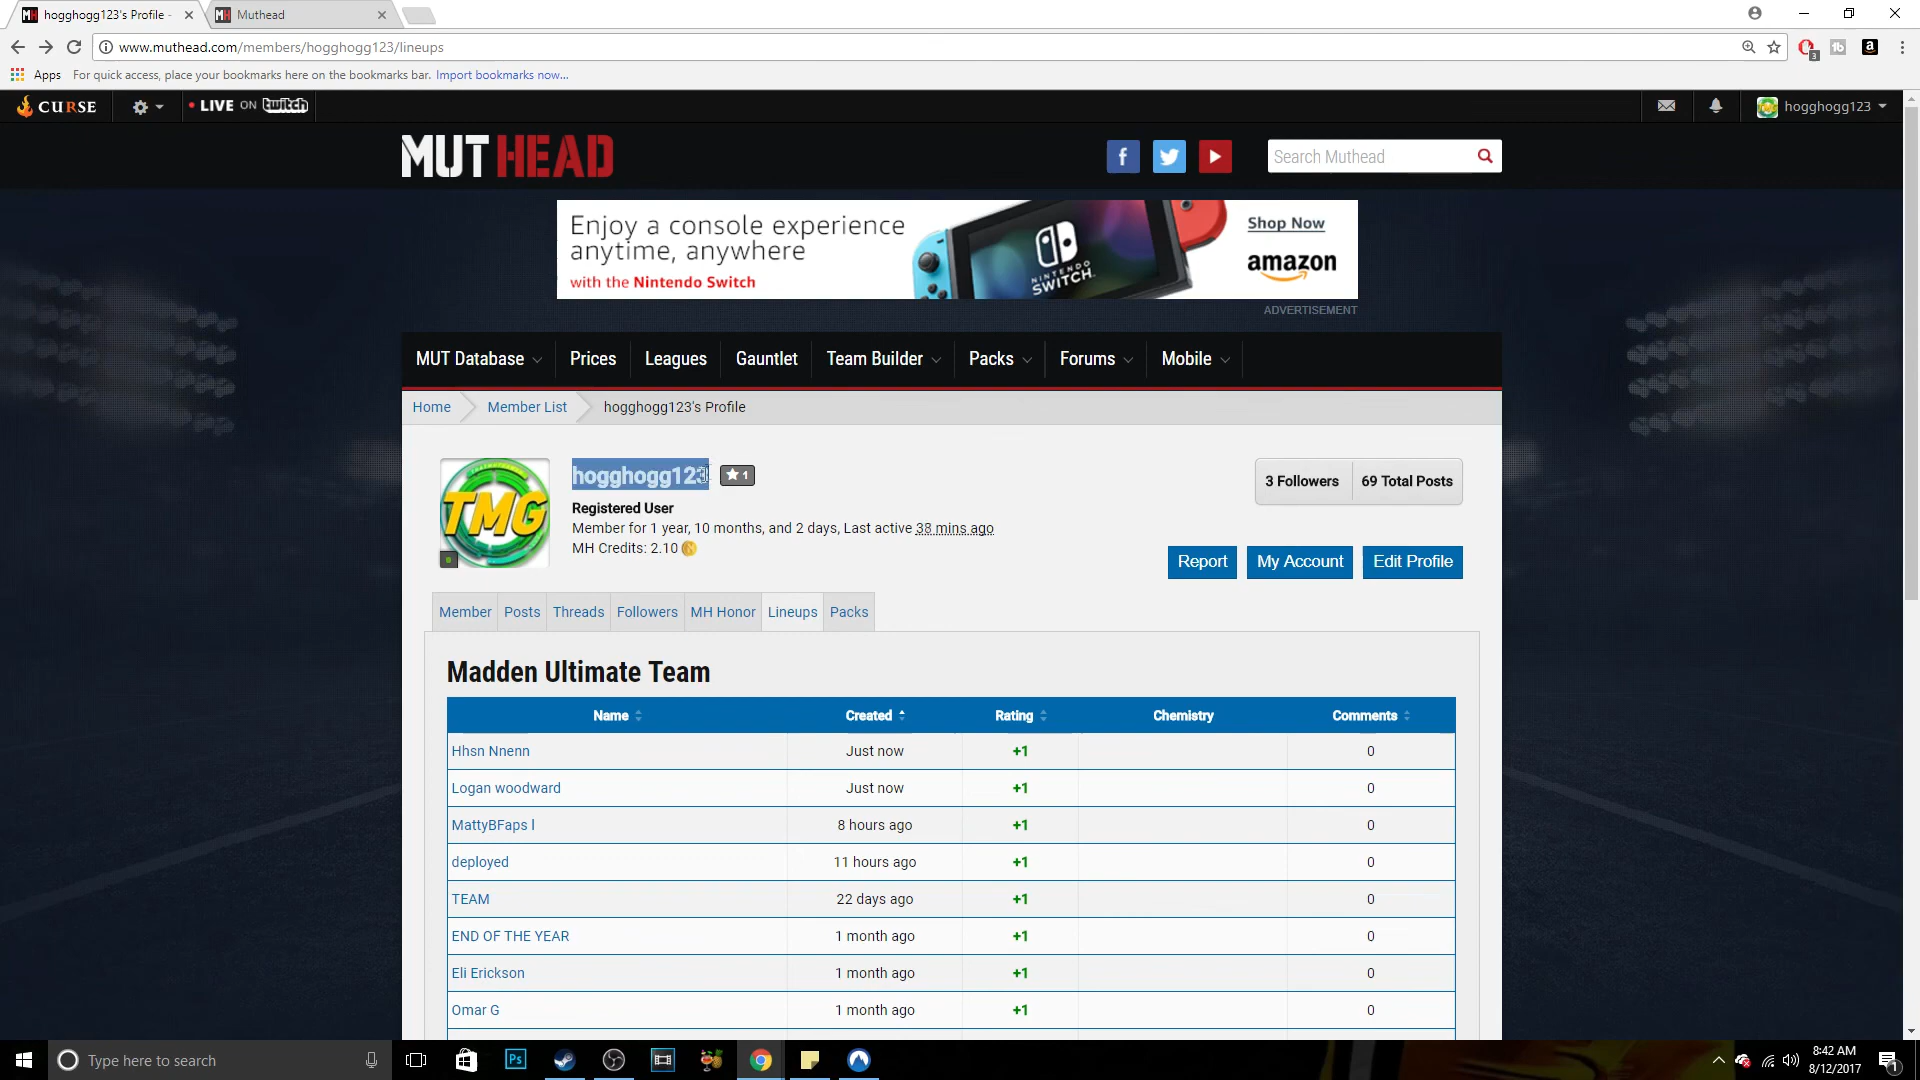 hogghogg123's Profile -
Muthead
www.muthead.com/members/hogghogg123/lineups
3
Apps For quick access, place your bookmarks here on the bookmarks bar. Import bookmarks now...
CURSE
LIVE ON twitch
hogghogg123
MUTHEAD
f
Search Muthead
Enjoy a console experience
anytime, anywhere
with the Nintendo Switch
NINTENDO
SWITCH
Shop Now
amazon
ADVERTISEMENT
MUT Database Prices Leagues Gauntlet Team Builder Packs Forums Mobile
Home Member List hogghogg123's Profile
TMG
hogghogg123 ★ 1
3 Followers 69 Total Posts
Registered User
Member for 1 year, 10 months, and 2 days, Last active 38 mins ago
MH Credits: 2.10
Report My Account Edit Profile
Member Posts Threads Followers MH Honor Lineups Packs
Madden Ultimate Team
Name Created Rating Chemistry Comments
Hhsn Nnenn Just now +1 0
Logan woodward Just now +1 0
MattyBFaps l 8 hours ago +1 0
deployed 11 hours ago +1 0
TEAM 22 days ago +1 0
END OF THE YEAR 1 month ago +1 0
Eli Erickson 1 month ago +1 0
Omar G 1 month ago +1 0
Type here to search
Ps
8:42 AM
8/12/2017
1